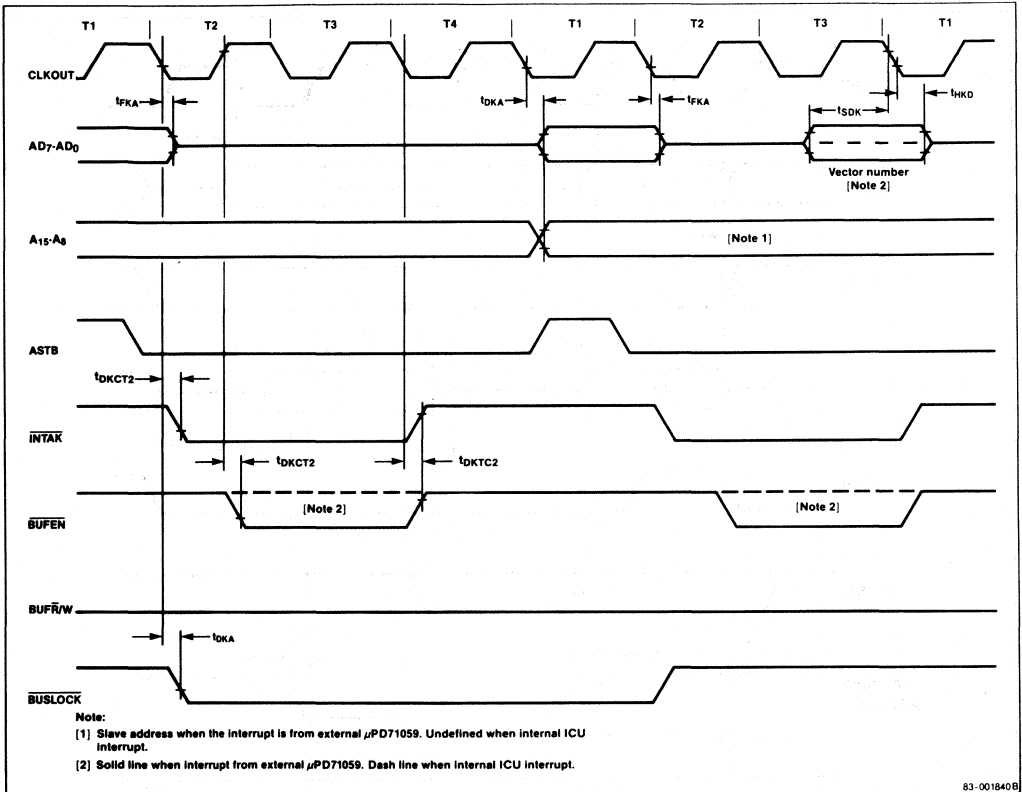 T1 T2 T3 T4 T1 T2 T3 T1
CLKOUT
tFKA tDKA tFKA tSDK tHKD
AD7-AD0
Vector number
[Note 2]
A15-A8
[Note 1]
ASTB
tDKCT2
INTAK
tDKCT2 tDKTC2
BUFEN
[Note 2] [Note 2]
BUFR/W
tDKA
BUSLOCK
Note:
[1] Slave address when the interrupt is from external µPD71059. Undefined when internal ICU
interrupt.
[2] Solid line when interrupt from external µPD71059. Dash line when internal ICU interrupt.
83-001840B